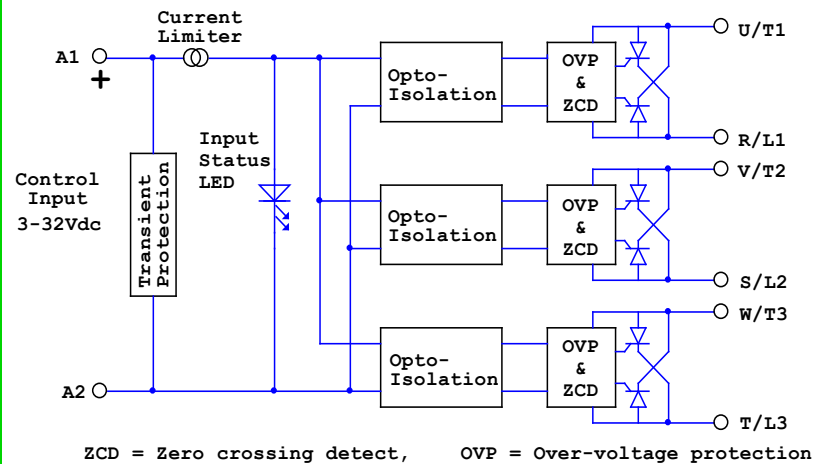 Current
Limiter
A1
+
Control
Input
3-32Vdc
Transient
Protection
Input
Status
LED
A2
Opto-
Isolation
OVP
&
ZCD
U/T1
R/L1
Opto-
Isolation
OVP
&
ZCD
V/T2
S/L2
Opto-
Isolation
OVP
&
ZCD
W/T3
T/L3
ZCD = Zero crossing detect, OVP = Over-voltage protection